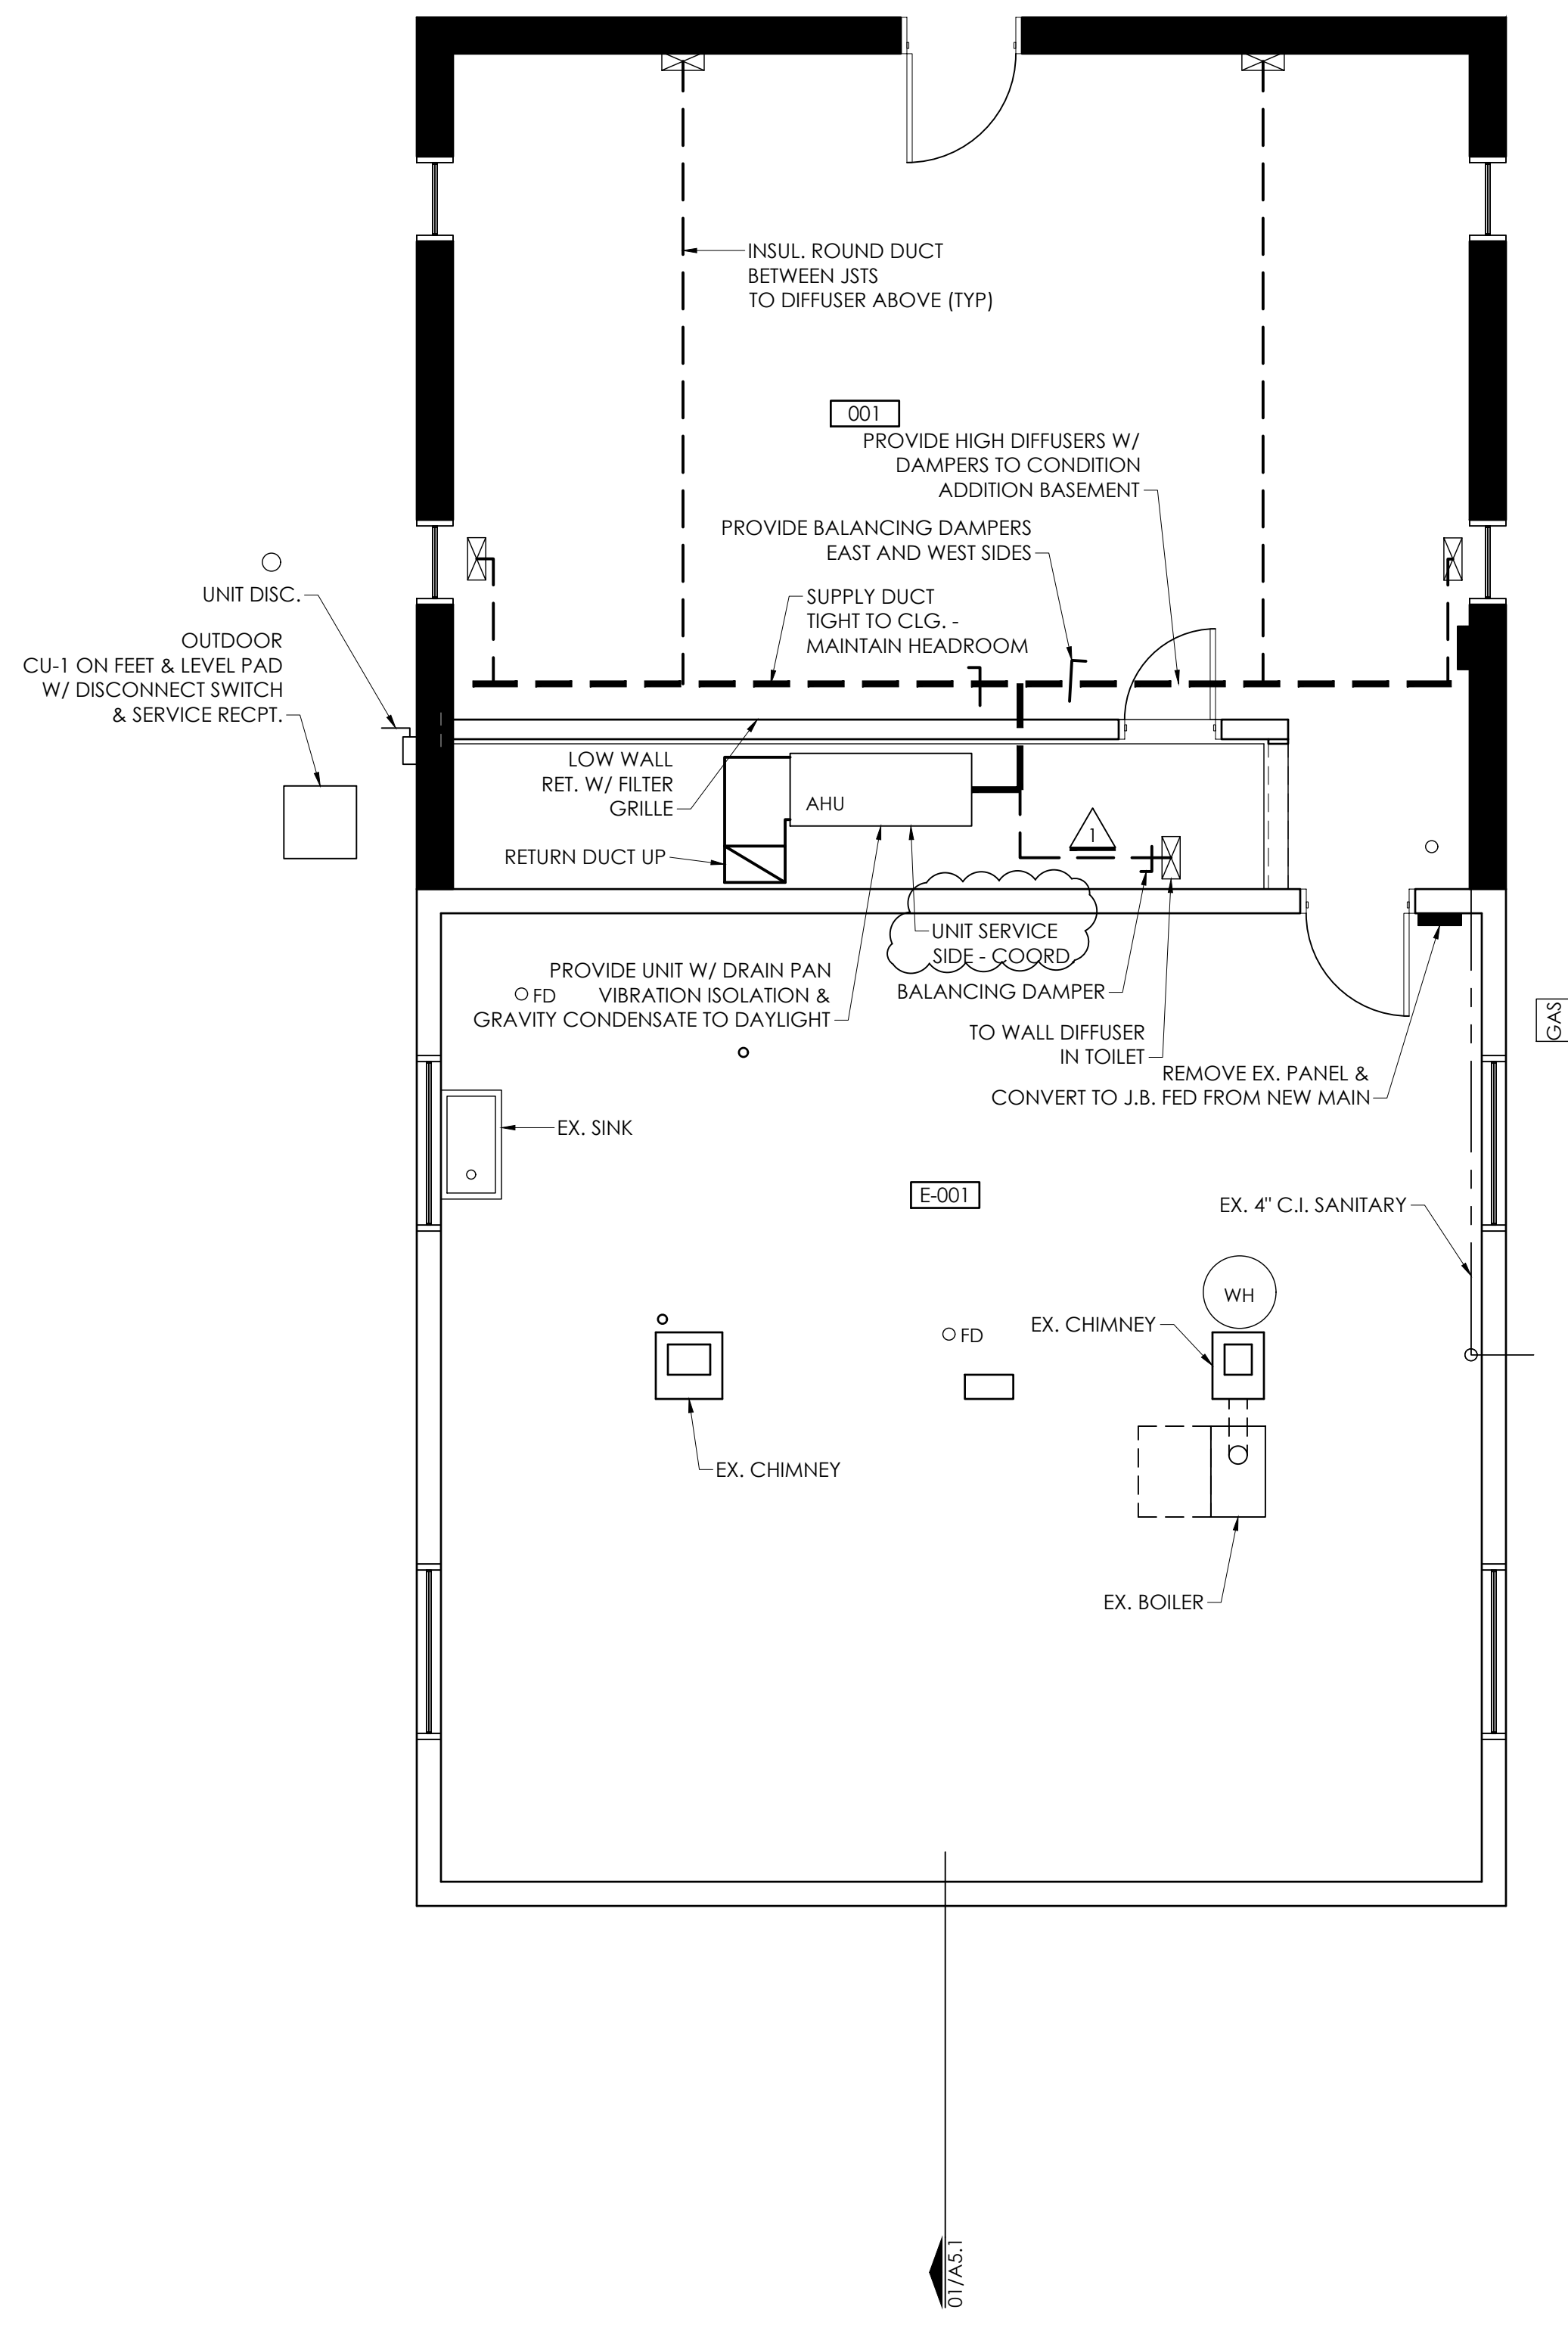 INSUL. ROUND DUCT
BETWEEN JSTS
TO DIFFUSER ABOVE (TYP)
001
PROVIDE HIGH DIFFUSERS W/
DAMPERS TO CONDITION
ADDITION BASEMENT
PROVIDE BALANCING DAMPERS
EAST AND WEST SIDES
SUPPLY DUCT
TIGHT TO CLG. -
MAINTAIN HEADROOM
UNIT DISC.
OUTDOOR
CU-1 ON FEET & LEVEL PAD
W/ DISCONNECT SWITCH
& SERVICE RECPT.
LOW WALL
RET. W/ FILTER
GRILLE
AHU
1
RETURN DUCT UP
UNIT SERVICE
SIDE - COORD.
PROVIDE UNIT W/ DRAIN PAN
VIBRATION ISOLATION &
GRAVITY CONDENSATE TO DAYLIGHT
FD
BALANCING DAMPER
TO WALL DIFFUSER
IN TOILET
REMOVE EX. PANEL &
CONVERT TO J.B. FED FROM NEW MAIN
GAS
EX. SINK
E-001
EX. 4" C.I. SANITARY
WH
EX. CHIMNEY
FD
EX. CHIMNEY
EX. BOILER
01/A5.1